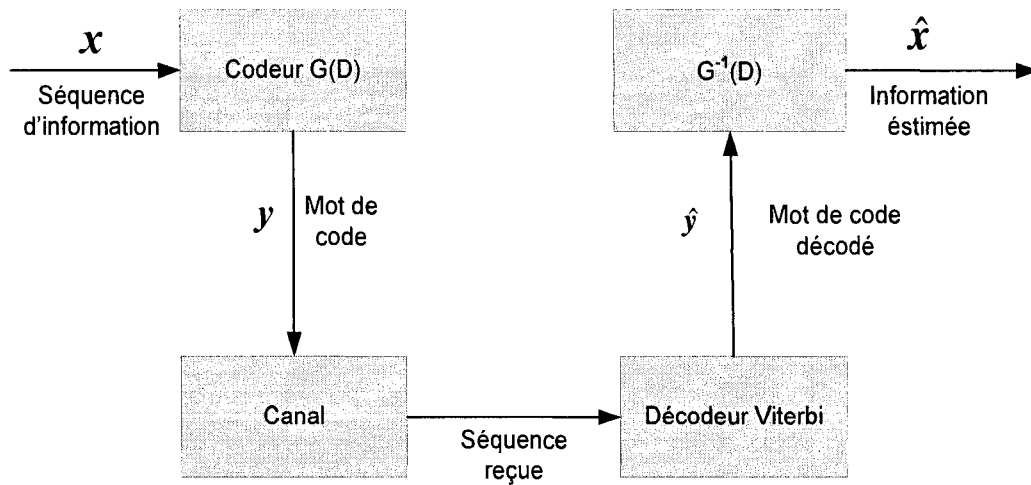 x
Séquence
d'information
Codeur G(D)
y
Mot de
code
Canal
Séquence
reçue
Décodeur Viterbi
ŷ
Mot de code
décodé
G⁻¹(D)
x̂
Information
éstimée